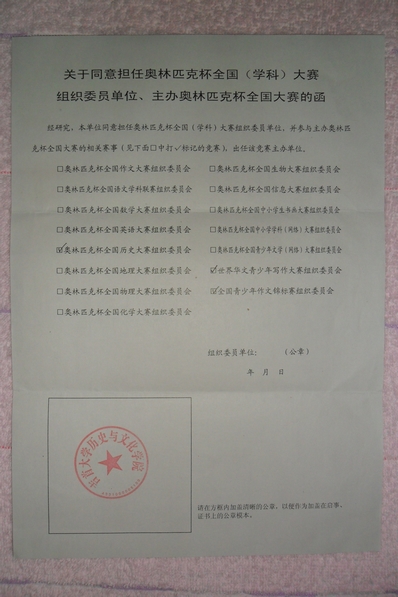 关于同意担任奥林匹克杯全国（学科）大赛
组织委员单位、主办奥林匹克杯全国大赛的函
经研究，本单位同意担任奥林匹克杯全国（学科）大赛组织委员单位，并参与主办奥林匹
克杯全国大赛的相关赛事（见下面口中打✓标记的竞赛），出任该竞赛主办单位。
□奥林匹克杯全国作文大赛组织委员会
□奥林匹克杯全国生物大赛组织委员会
□奥林匹克杯全国语文学科联赛组织委员会
□奥林匹克杯全国信息大赛组织委员会
□奥林匹克杯全国数学大赛组织委员会
□奥林匹克杯全国中小学生书画大赛组织委员会
□奥林匹克杯全国英语大赛组织委员会
□奥林匹克杯全国中小学学科（网络）大赛组织委员会
☑奥林匹克杯全国历史大赛组织委员会
□奥林匹克杯全国青少年文学（网络）大赛组织委员会
□奥林匹克杯全国地理大赛组织委员会
☑世界华文青少年写作大赛组织委员会
□奥林匹克杯全国物理大赛组织委员会
☑全国青少年作文锦标赛组织委员会
□奥林匹克杯全国化学大赛组织委员会
组织委员单位： （公章）
年 月 日
吉首大学历史与文化学院
请在方框内加盖清晰的公章，以便作为加盖在启事、
证书上的公章模本。